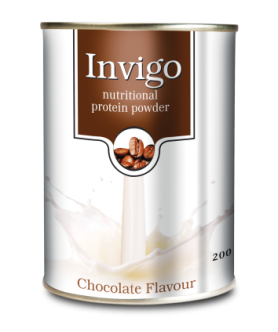 Invigo
nutritional
protein powder
200
Chocolate Flavour